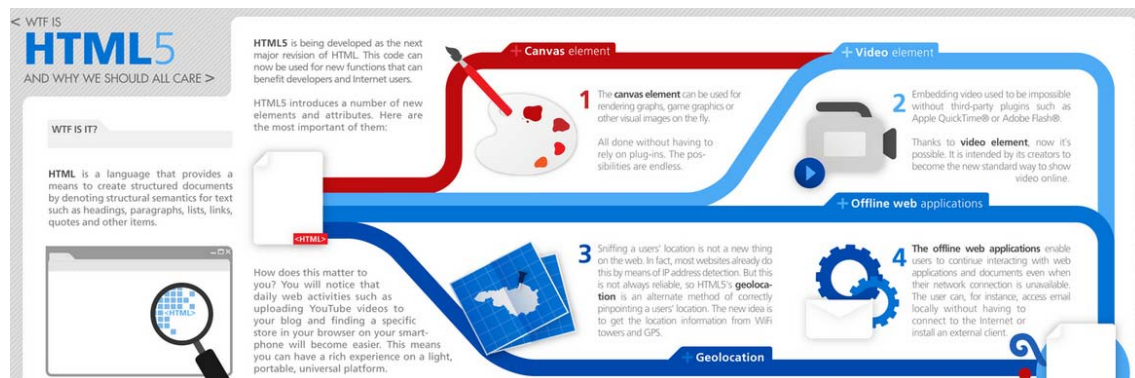 < WTF IS
HTML5
AND WHY WE SHOULD ALL CARE >
WTF IS IT?
HTML is a language that provides a
means to create structured documents
by denoting structural semantics for text
such as headings, paragraphs, lists, links,
quotes and other items.
<HTML>
HTML5 is being developed as the next
major revision of HTML. This code can
now be used for new functions that can
benefit developers and Internet users.
HTML5 introduces a number of new
elements and attributes. Here are
the most important of them:
<HTML>
How does this matter to
you? You will notice that
daily web activities such as
uploading YouTube videos to
your blog and finding a specific
store in your browser on your smart-
phone will become easier. This means
you can have a rich experience on a light,
portable, universal platform.
+ Canvas element
1
The canvas element can be used for
rendering graphs, game graphics or
other visual images on the fly.
All done without having to
rely on plug-ins. The pos-
sibilities are endless.
+ Video element
2
Embedding video used to be impossible
without third-party plugins such as
Apple QuickTime® or Adobe Flash®.
Thanks to video element, now it's
possible. It is intended by its creators to
become the new standard way to show
video online.
+ Offline web applications
3
Sniffing a users' location is not a new thing
on the web. In fact, most websites already do
this by means of IP address detection. But this
is not always reliable, so HTML5's geoloca-
tion is an alternate method of correctly
pinpointing a users' location. The new idea is
to get the location information from WiFi
towers and GPS.
+ Geolocation
4
The offline web applications enable
users to continue interacting with web
applications and documents even when
their network connection is unavailable.
The user can, for instance, access email
locally without having to
connect to the Internet or
install an external client.